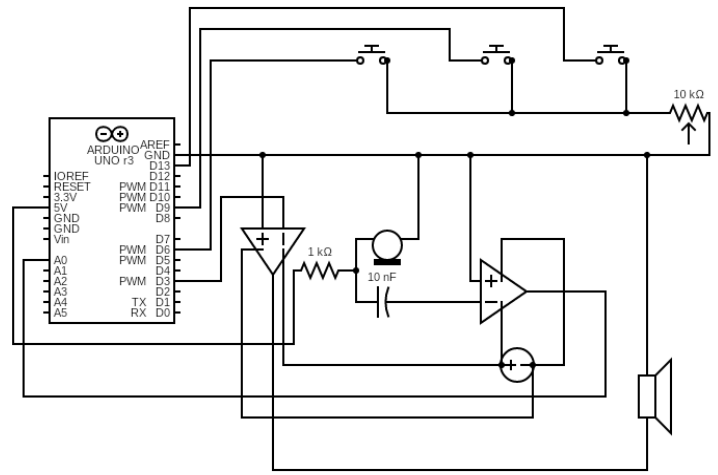 10 kΩ
ARDUINO
UNO r3
AREF
GND
D13
IOREF D12
RESET PWM D11
3.3V PWM D10
5V PWM D9
GND D8
GND
Vin D7
PWM D6
A0 PWM D5
A1 D4
A2 PWM D3
A3 D2
A4 TX D1
A5 RX D0
1 kΩ
10 nF